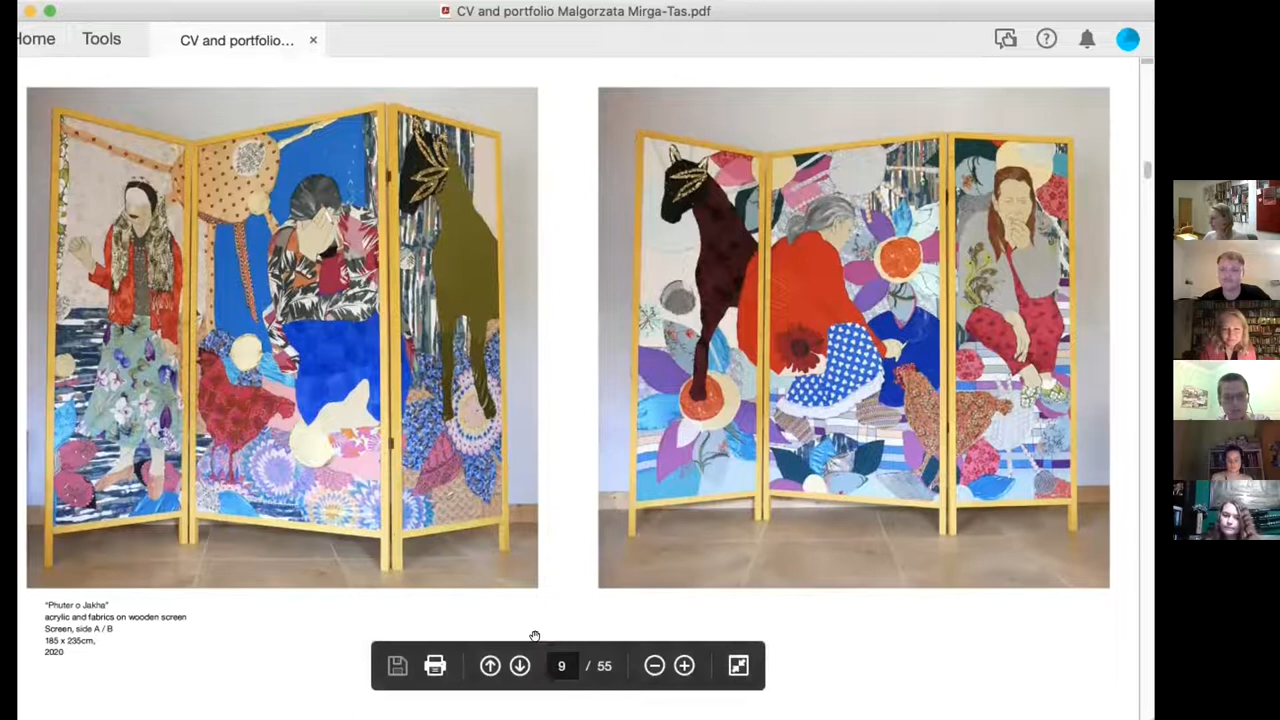 CV and portfolio Malgorzata Mirga-Tas.pdf
Home
Tools
CV and portfolio...
"Phuter o Jakha"
acrylic and fabrics on wooden screen
Screen, side A / B
185 x 235cm,
2020
9 / 55